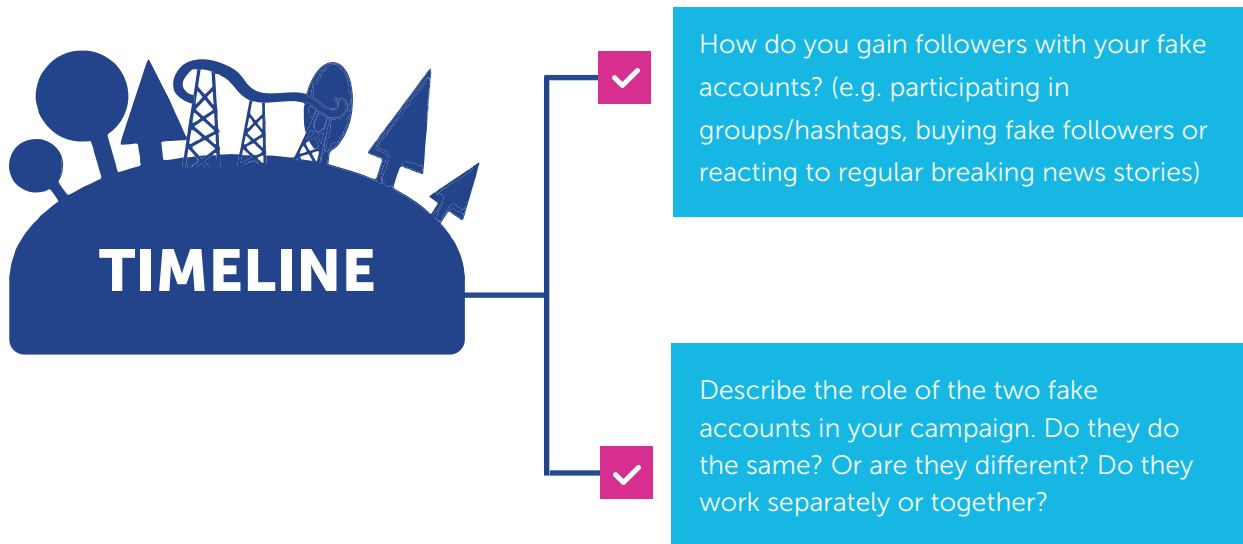 How do you gain followers with your fake
accounts? (e.g. participating in
groups/hashtags, buying fake followers or
reacting to regular breaking news stories)
TIMELINE
Describe the role of the two fake
accounts in your campaign. Do they do
the same? Or are they different? Do they
work separately or together?